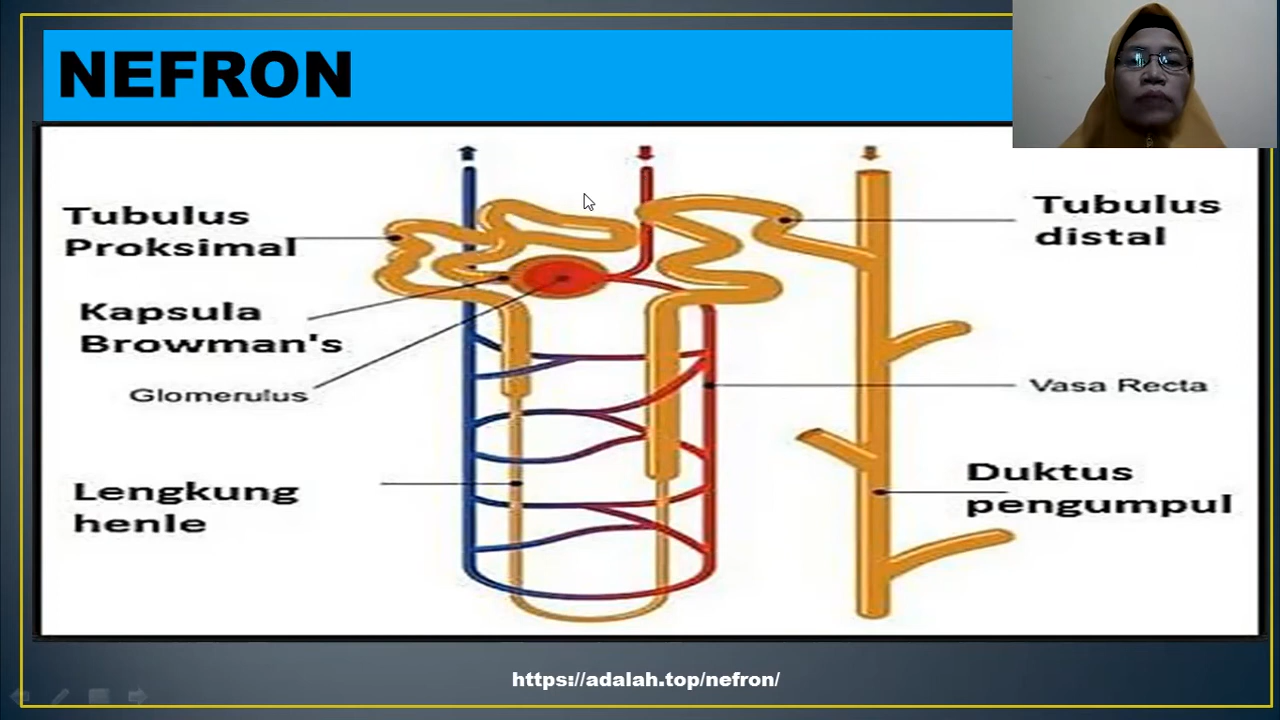 NEFRON
Tubulus
Proksimal
Kapsula
Browman's
Glomerulus
Lengkung
henle
Tubulus
distal
Vasa Recta
Duktus
pengumpul
https://adalah.top/nefron/